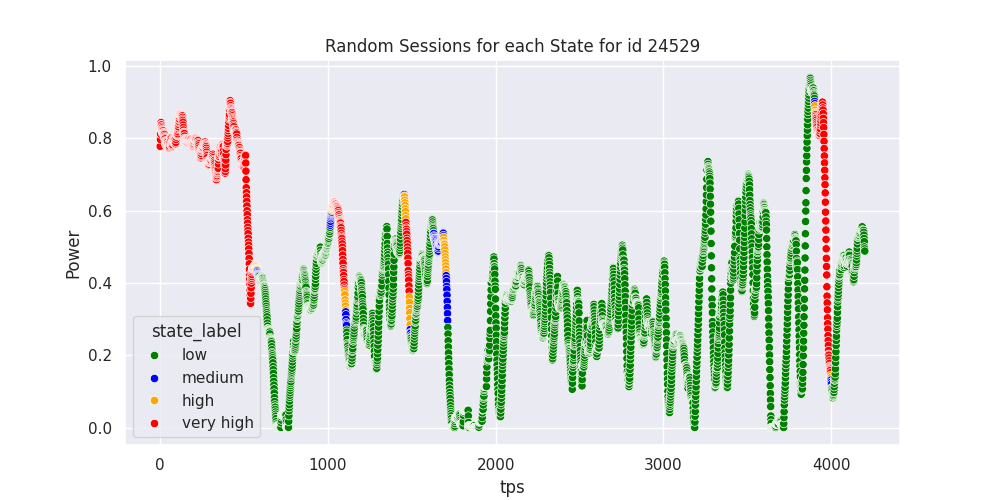 Random Sessions for each State for id 24529
1.0
0.8
0.6
0.4
0.2
0.0
Power
state_label
low
medium
high
very high
0
1000
2000
3000
4000
tps